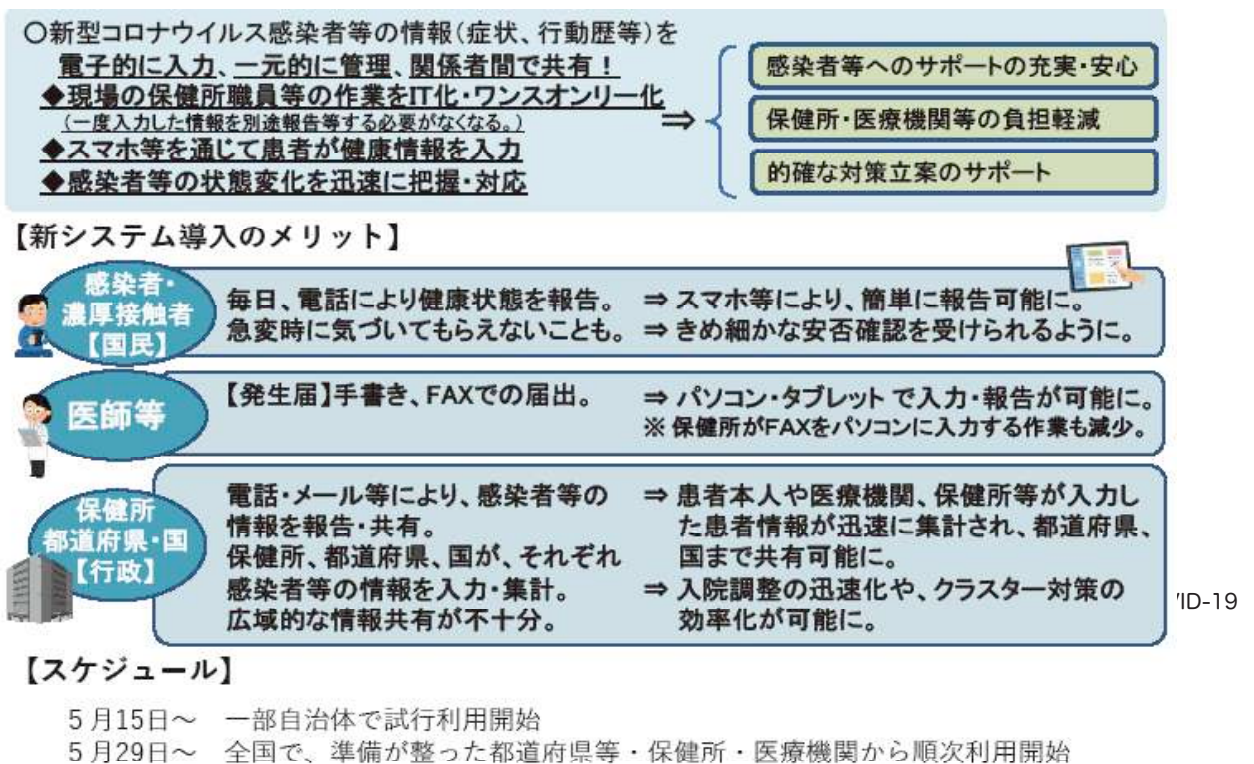 〇新型コロナウイルス感染者等の情報(症状、行動歴等)を
電子的に入力、一元的に管理、関係者間で共有！
◆現場の保健所職員等の作業をIT化・ワンスオンリー化
(一度入力した情報を別途報告等する必要がなくなる。)
◆スマホ等を通じて患者が健康情報を入力
◆感染者等の状態変化を迅速に把握・対応
⇒
感染者等へのサポートの充実・安心
保健所・医療機関等の負担軽減
的確な対策立案のサポート
【新システム導入のメリット】
感染者・
濃厚接触者
【国民】
毎日、電話により健康状態を報告。
急変時に気づいてもらえないことも。
⇒ スマホ等により、簡単に報告可能に。
⇒ きめ細かな安否確認を受けられるように。
医師等
【発生届】手書き、FAXでの届出。
⇒ パソコン・タブレット で入力・報告が可能に。
※ 保健所がFAXをパソコンに入力する作業も減少。
保健所
都道府県・国
【行政】
電話・メール等により、感染者等の
情報を報告・共有。
保健所、都道府県、国が、それぞれ
感染者等の情報を入力・集計。
広域的な情報共有が不十分。
⇒ 患者本人や医療機関、保健所等が入力し
た患者情報が迅速に集計され、都道府県、
国まで共有可能に。
⇒ 入院調整の迅速化や、クラスター対策の
効率化が可能に。
ID-19
【スケジュール】
5月15日～ 一部自治体で試行利用開始
5月29日～ 全国で、準備が整った都道府県等・保健所・医療機関から順次利用開始